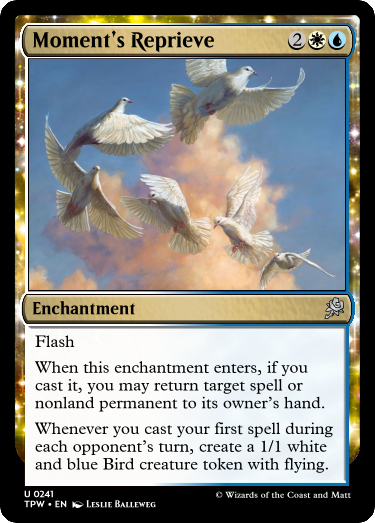 Moment's Reprieve 2
Enchantment
Flash
When this enchantment enters, if you
cast it, you may return target spell or
nonland permanent to its owner's hand.
Whenever you cast your first spell during
each opponent's turn, create a 1/1 white
and blue Bird creature token with flying.
U 0241
TPW • EN Leslie Balleweg
© Wizards of the Coast and Matt